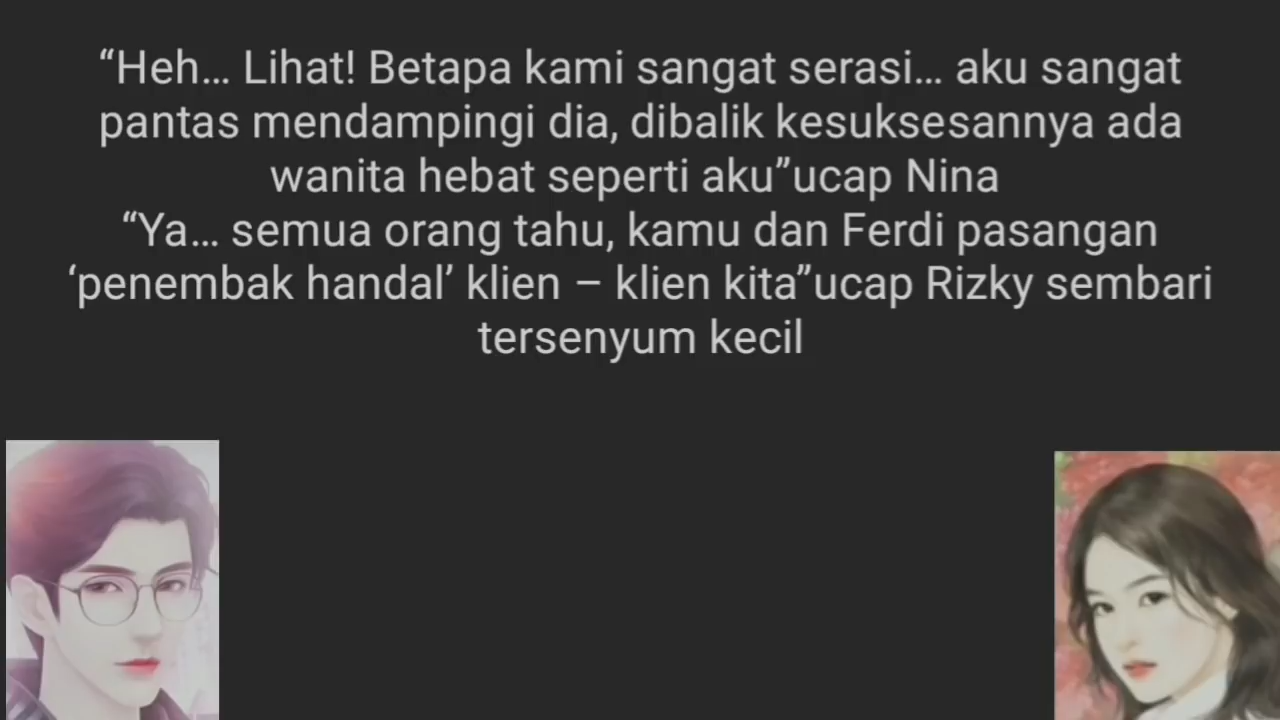 “Heh... Lihat! Betapa kami sangat serasi... aku sangat
pantas mendampingi dia, dibalik kesuksesannya ada
wanita hebat seperti aku”ucap Nina
“Ya... semua orang tahu, kamu dan Ferdi pasangan
‘penembak handal’ klien – klien kita”ucap Rizky sembari
tersenyum kecil